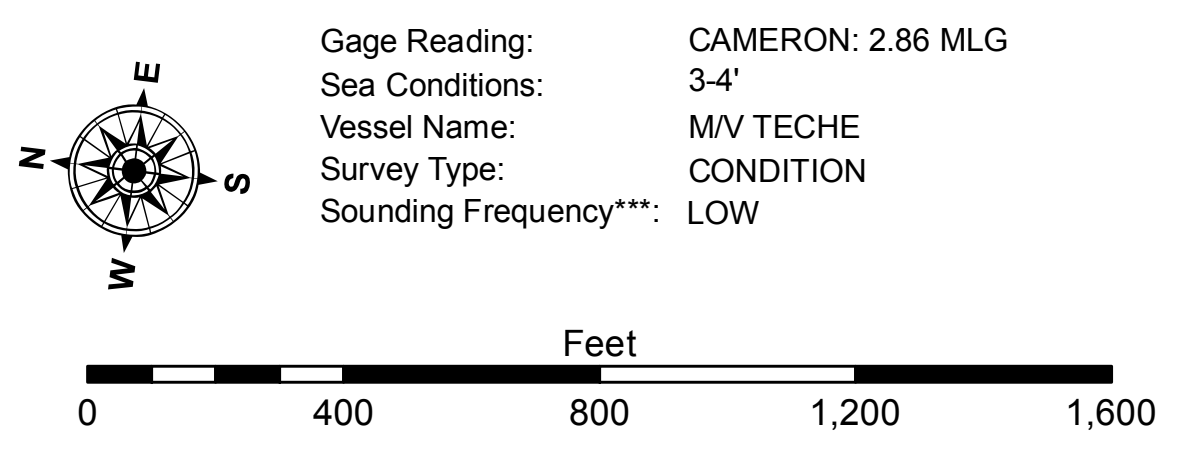 E
N
S
W
Gage Reading: CAMERON: 2.86 MLG
Sea Conditions: 3-4'
Vessel Name: M/V TECHE
Survey Type: CONDITION
Sounding Frequency***: LOW
Feet
0 400 800 1,200 1,600